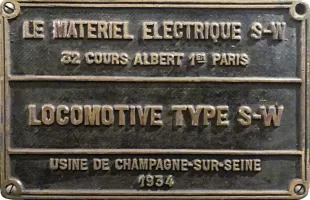 LE MATERIEL ELECTRIQUE S-W
32 COURS ALBERT 1ER PARIS
LOCOMOTIVE TYPE S-W
USINE DE CHAMPAGNE-SUR-SEINE
1934